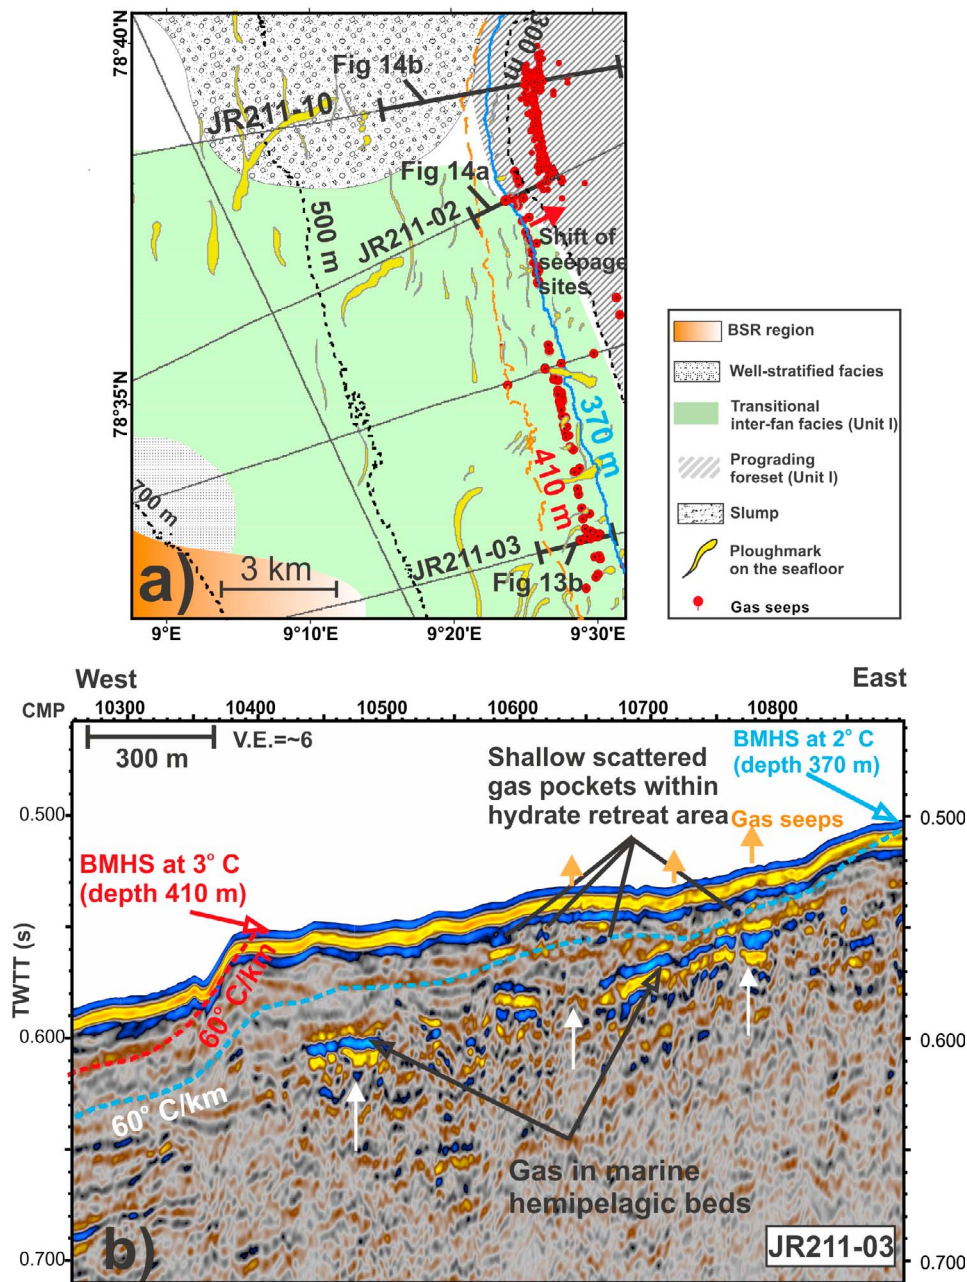 78°40'N
300 m
Fig 14b
JR211-10
Fig 14a
500 m
JR211-02
Shift of
seepage
sites
78°35'N
370 m
410 m
700 m
JR211-03
a)
3 km
Fig 13b
9°E
9°10'E
9°20'E
9°30'E
BSR region
Well-stratified facies
Transitional
inter-fan facies (Unit I)
Prograding
foreset (Unit I)
Slump
Ploughmark
on the seafloor
Gas seeps
West
East
CMP
10300
10400
10500
10600
10700
10800
300 m
V.E.=~6
Shallow scattered
gas pockets within
hydrate retreat area
BMHS at 2° C
(depth 370 m)
Gas seeps
0.500
0.500
BMHS at 3° C
(depth 410 m)
TWTT (s)
60° C/km
0.600
0.600
60° C/km
Gas in marine
hemipelagic beds
b)
JR211-03
0.700
0.700